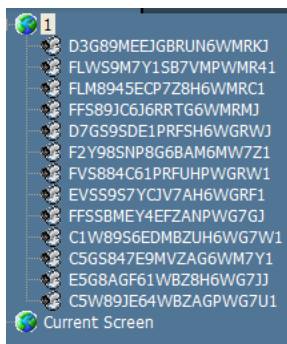 1
D3G89MEEJGBRUN6WMRKJ
FLWS9M7Y1SB7VMPWMR41
FLM8945ECP7Z8H6WMRC1
FFS89JC6J6RRTG6WMRMJ
D7GS9SDE1PRFSH6WGRWJ
F2Y98SNP8G6BAM6MW7Z1
FVS884C61PRFUHPWGRW1
EVSS9S7YCJV7AH6WGRF1
FFSSBMEY4EFZANPWG7GJ
C1W89S6EDMBZUH6WG7W1
C5GS847E9MVZAG6WM7Y1
E5G8AGF61WBZ8H6WG7JJ
C5W89JE64WBZAGPWG7U1
Current Screen